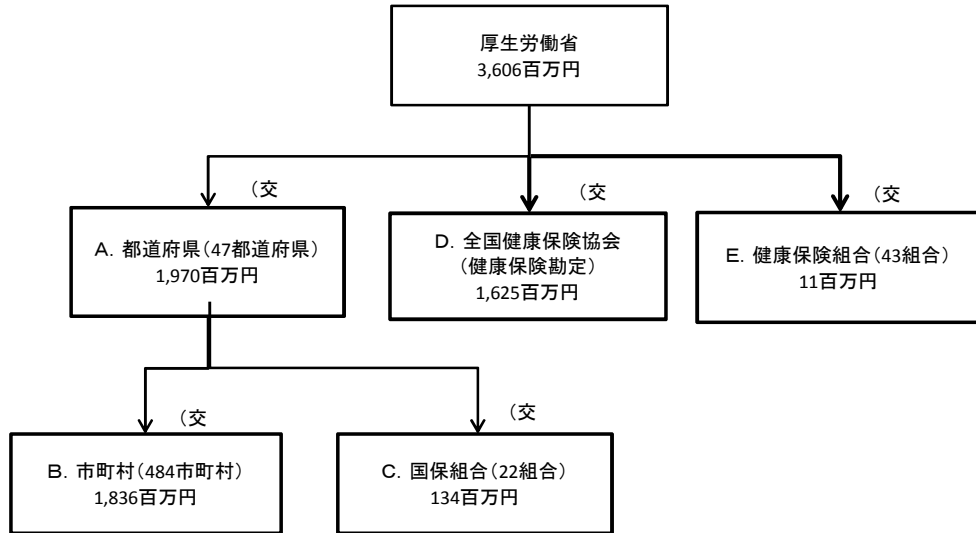 厚生労働省
3,606百万円
（交
（交
（交
A．都道府県（47都道府県）
1,970百万円
D．全国健康保険協会
（健康保険勘定）
1,625百万円
E．健康保険組合（43組合）
11百万円
（交
（交
B．市町村（484市町村）
1,836百万円
C．国保組合（22組合）
134百万円